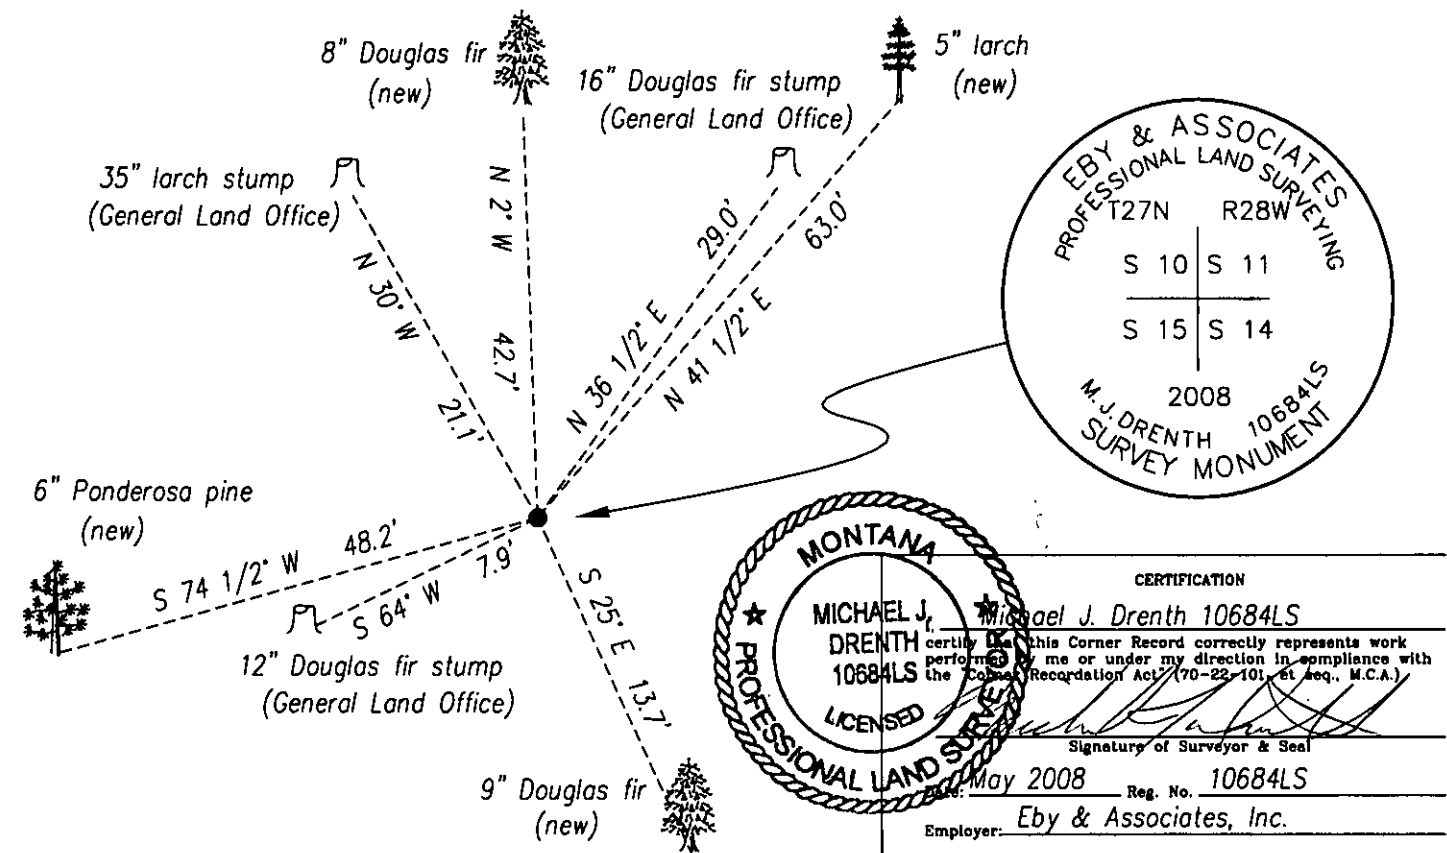 8" Douglas fir
(new)
5" larch
(new)
16" Douglas fir stump
(General Land Office)
35" larch stump
(General Land Office)
N 2° W 42.7'
29.0'
N 36 1/2° E
63.0'
N 41 1/2° E
N 30° W 21.1'
EBY & ASSOCIATES
PROFESSIONAL LAND SURVEYING
T27N R28W
S 10 S 11
S 15 S 14
2008
M.J.DRENTH 10684LS
SURVEY MONUMENT
6" Ponderosa pine
(new)
S 74 1/2° W 48.2'
S 64° W 7.9'
12" Douglas fir stump
(General Land Office)
S 25° E 13.7'
9" Douglas fir
(new)
MONTANA
MICHAEL J.
DRENTH
10684LS
LICENSED
PROFESSIONAL LAND SURVEYOR
CERTIFICATION
I, Michael J. Drenth 10684LS
certify that this Corner Record correctly represents work
performed by me or under my direction in compliance with
the "Corner Recordation Act" (70-22-101, et seq., M.C.A.)
Signature of Surveyor & Seal
Date: May 2008 Reg. No. 10684LS
Employer: Eby & Associates, Inc.